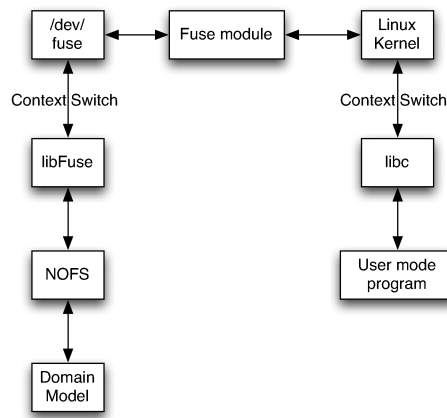 /dev/
fuse
Fuse module
Linux
Kernel
Context Switch
Context Switch
libFuse
libc
NOFS
User mode
program
Domain
Model